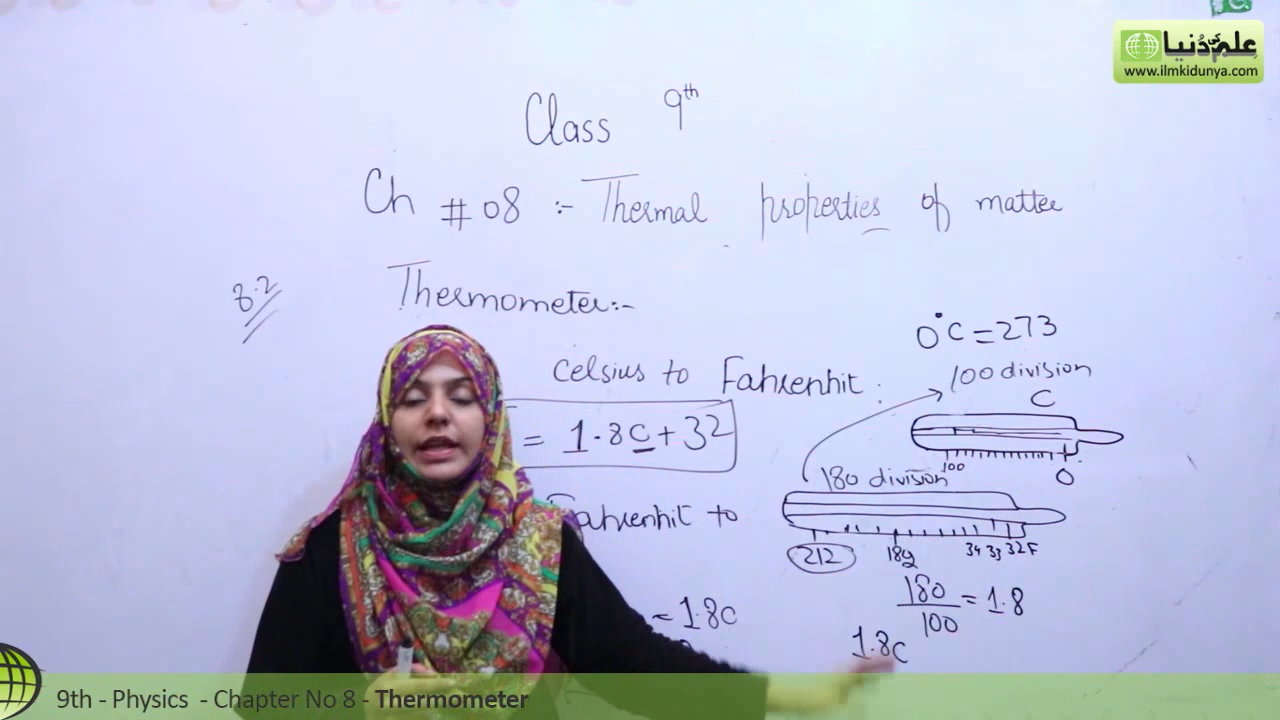 علم کی دُنیا
www.ilmkidunya.com
Class 9th
Ch # 08 :- Thermal properties of matter
8.2
Thermometer:-
0°C = 273
Celsius to Fahrenhit :
100 division
C
= 1.8C + 32
100
0
180 division
Fahrenhit to
212
34 33 32 F
180/100 = 1.8
= 1.8C
1.8C
9th - Physics - Chapter No 8 - Thermometer